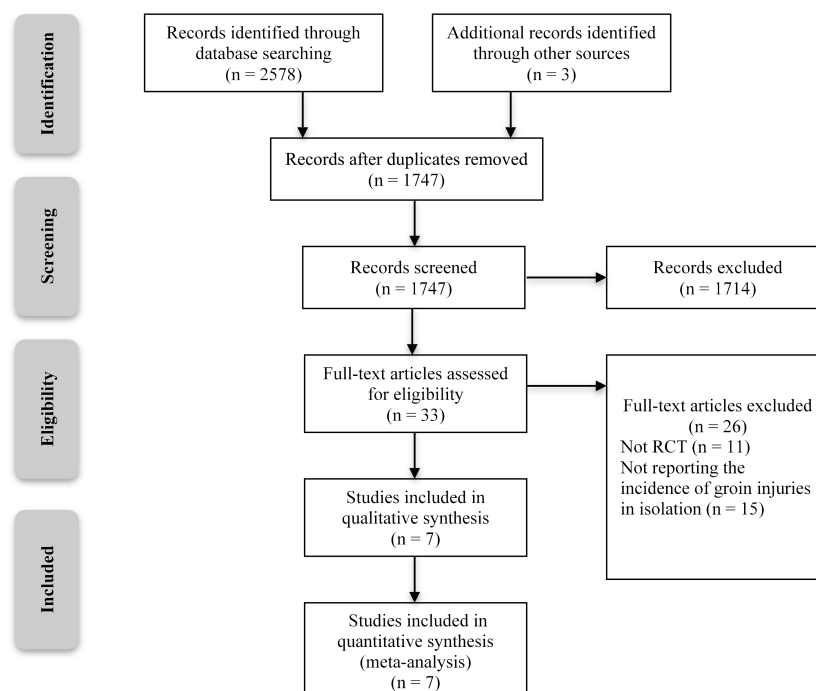 Identification
Records identified through
database searching
(n = 2578)
Additional records identified
through other sources
(n = 3)
Records after duplicates removed
(n = 1747)
Screening
Records screened
(n = 1747)
Records excluded
(n = 1714)
Eligibility
Full-text articles assessed
for eligibility
(n = 33)
Full-text articles excluded
(n = 26)
Not RCT (n = 11)
Not reporting the
incidence of groin injuries
in isolation (n = 15)
Studies included in
qualitative synthesis
(n = 7)
Included
Studies included in
quantitative synthesis
(meta-analysis)
(n = 7)